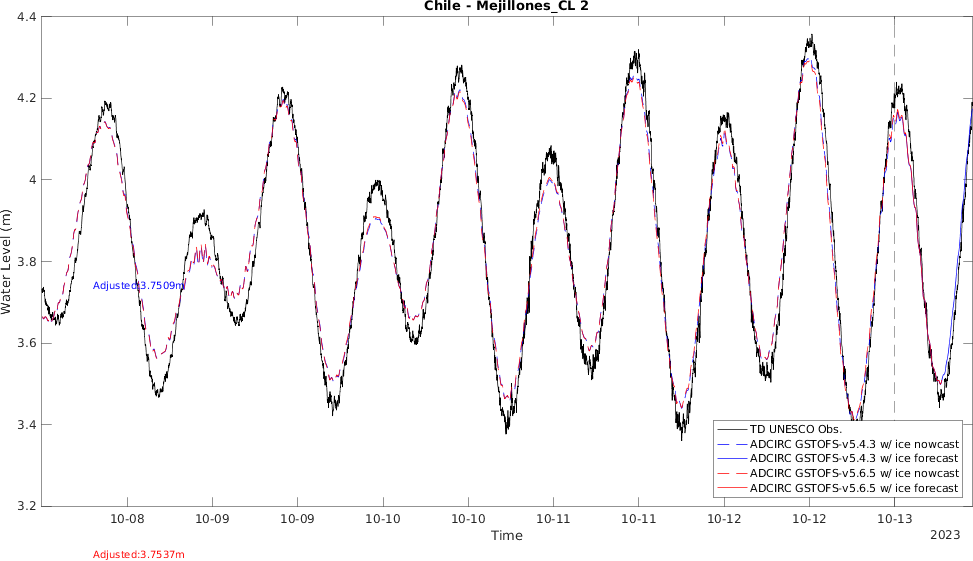 Chile - Mejillones_CL 2
4.4
4.2
4
3.8
3.6
3.4
3.2
Water Level (m)
Adjusted:3.7509m
TD UNESCO Obs.
ADCIRC GSTOFS-v5.4.3 w/ ice nowcast
ADCIRC GSTOFS-v5.4.3 w/ ice forecast
ADCIRC GSTOFS-v5.6.5 w/ ice nowcast
ADCIRC GSTOFS-v5.6.5 w/ ice forecast
10-08 10-09 10-09 10-10 10-10 10-11 10-11 10-12 10-12 10-13
Time
2023
Adjusted:3.7537m